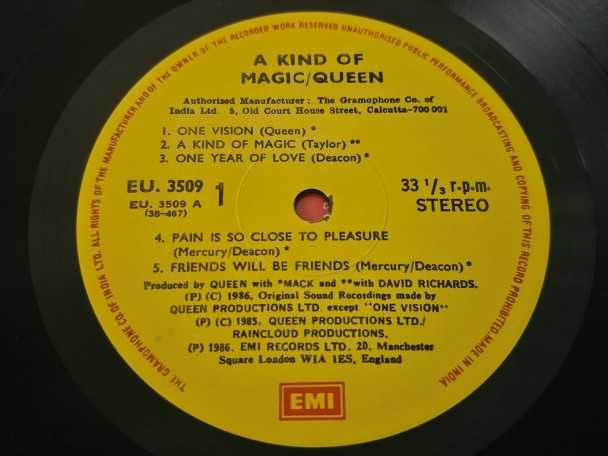 THE GRAMOPHONE CO. OF INDIA LTD. ALL RIGHTS OF THE MANUFACTURER AND OF THE OWNER OF THE RECORDED WORK RESERVED UNAUTHORISED PUBLIC PERFORMANCE BROADCASTING AND COPYING OF THIS RECORD PROHIBITED MADE IN INDIA
A KIND OF
MAGIC/QUEEN
Authorized Manufacturer: The Gramophone Co. of
India Ltd. 5, Old Court House Street, Calcutta-700 001
1. ONE VISION (Queen) *
2. A KIND OF MAGIC (Taylor) **
3. ONE YEAR OF LOVE (Deacon) *
EU. 3509 1 33 1/3 r.p.m.
EU. 3509 A STEREO
(38-467)
4. PAIN IS SO CLOSE TO PLEASURE
(Mercury/Deacon) *
5. FRIENDS WILL BE FRIENDS (Mercury/Deacon) *
Produced by QUEEN with *MACK and **with DAVID RICHARDS.
(P) (C) 1986, Original Sound Recordings made by
QUEEN PRODUCTIONS LTD except "ONE VISION"
(P) (C) 1985. QUEEN PRODUCTIONS LTD./
RAINCLOUD PRODUCTIONS.
(P) 1986. EMI RECORDS LTD. 20, Manchester
Square London W1A 1ES, England
EMI